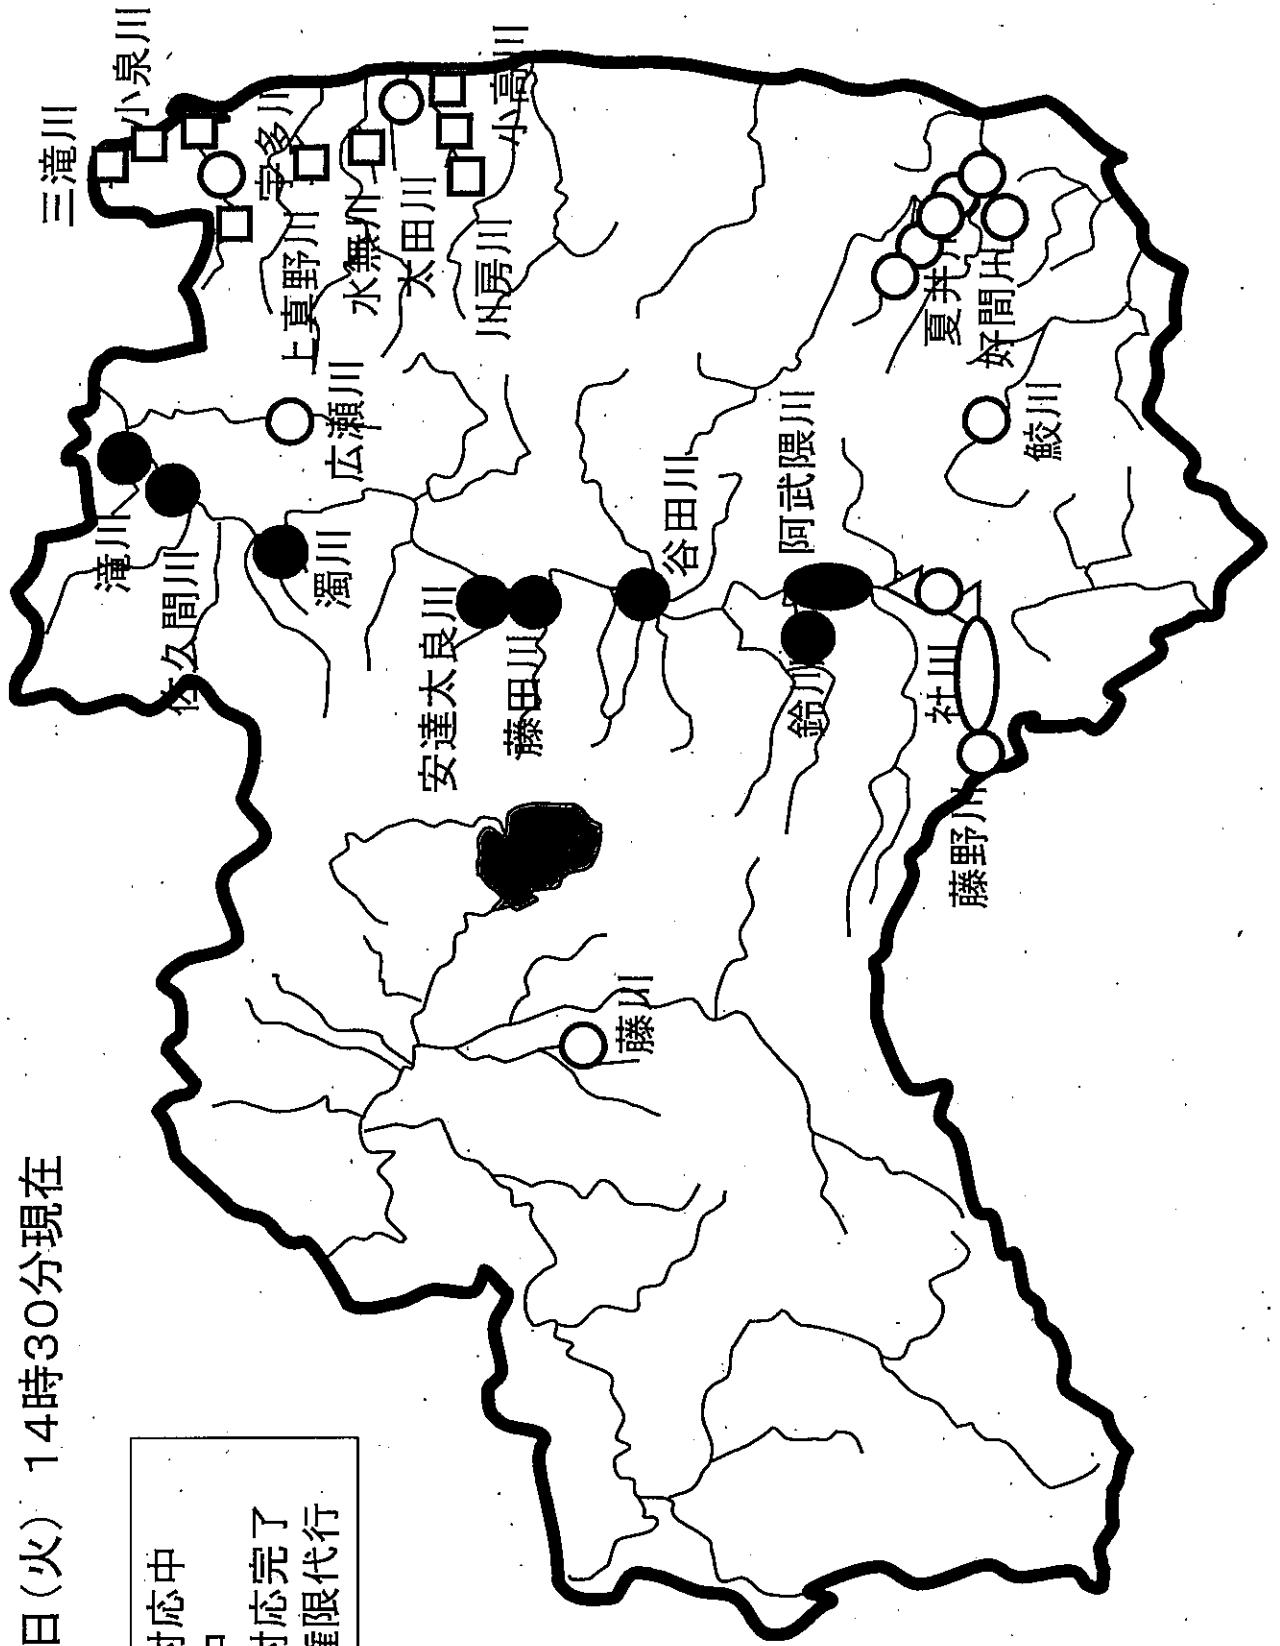 日(火) 14時30分現在
対応中
中
対応完了
権限代行
三滝川
小泉川
宇多川
上真野川
水無川
太田川
小高川
川房川
広瀬川
滝川
佐久間川
濁川
安達太良川
藤田川
谷田川
阿武隈川
鈴川
社川
藤野川
藤川
夏井川
好間川
鮫川